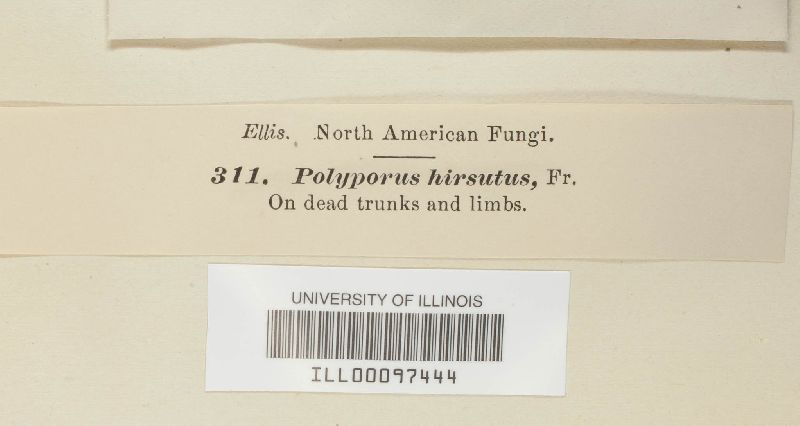 Ellis. North American Fungi.
311. Polyporus hirsutus, Fr.
On dead trunks and limbs.
UNIVERSITY OF ILLINOIS
ILL00097444